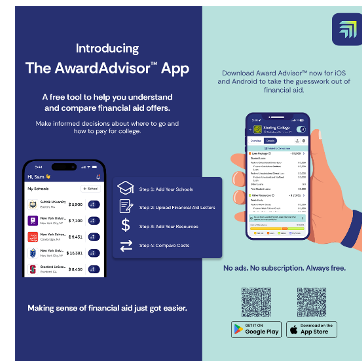 Introducing
The AwardAdvisor™ App
A free tool to help you understand
and compare financial aid offers.
Make informed decisions about where to go and
how to pay for college.
Hi, Sam
My Schools
Step 1: Add Your Schools
Step 2: Upload Financial Aid Letters
Step 3: Add Your Resources
Step 4: Compare Costs
Making sense of financial aid just got easier.
Download Award Advisor™ now for iOS
and Android to take the guesswork out of
financial aid.
Sterling College
No ads. No subscription. Always free.
GET IT ON
Google Play
Download on the
App Store